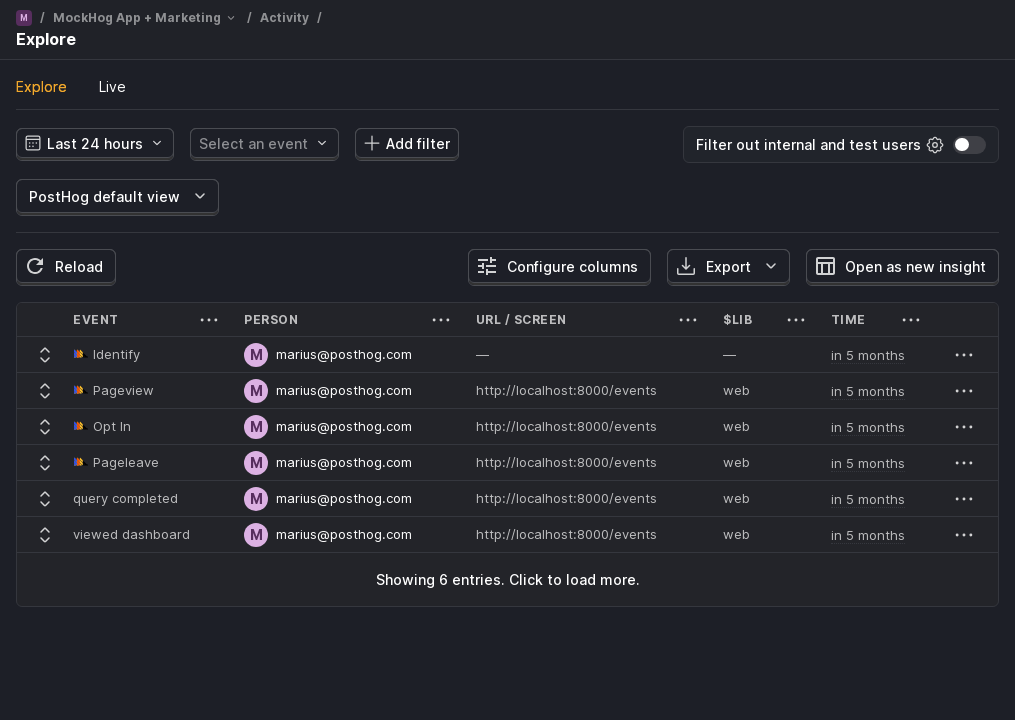 M / MockHog App + Marketing / Activity /
Explore
Explore Live
Last 24 hours Select an event Add filter Filter out internal and test users
PostHog default view
Reload Configure columns Export Open as new insight
EVENT PERSON URL / SCREEN $LIB TIME
Identify M marius@posthog.com — — in 5 months
Pageview M marius@posthog.com http://localhost:8000/events web in 5 months
Opt In M marius@posthog.com http://localhost:8000/events web in 5 months
Pageleave M marius@posthog.com http://localhost:8000/events web in 5 months
query completed M marius@posthog.com http://localhost:8000/events web in 5 months
viewed dashboard M marius@posthog.com http://localhost:8000/events web in 5 months
Showing 6 entries. Click to load more.